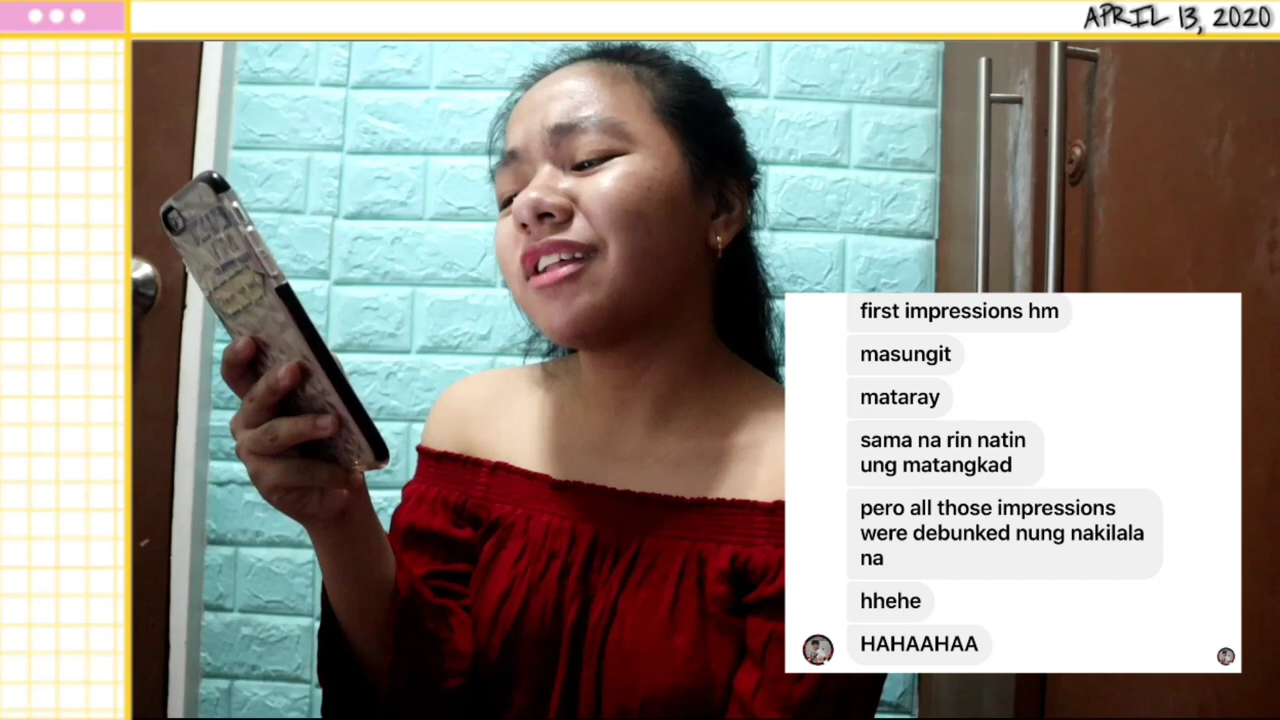 APRIL 13, 2020
first impressions hm
masungit
mataray
sama na rin natin
ung matangkad
pero all those impressions
were debunked nung nakilala
na
hhehe
HAHAAHAA